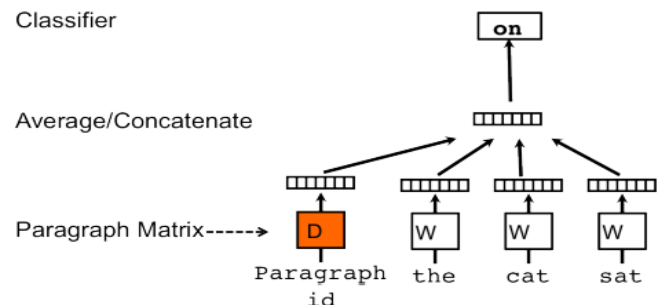 Classifier
on
Average/Concatenate
Paragraph Matrix
D
W
W
W
Paragraph
id
the
cat
sat